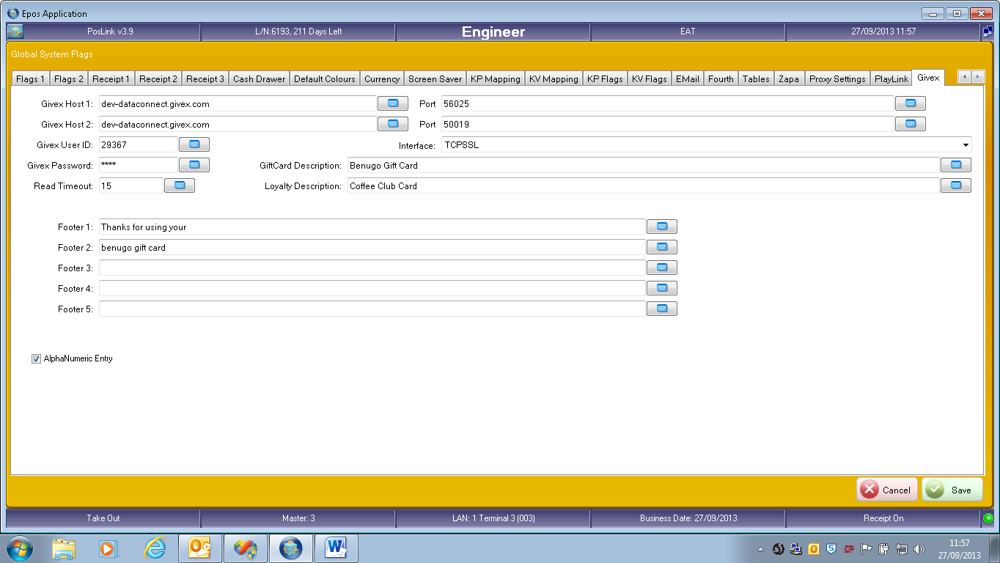 Epos Application
PosLink v3.9 L/N:6193, 211 Days Left Engineer EAT 27/09/2013 11:57
Global System Flags
Flags 1 Flags 2 Receipt 1 Receipt 2 Receipt 3 Cash Drawer Default Colours Currency Screen Saver KP Mapping KV Mapping KP Flags KV Flags EMail Fourth Tables Zapa Proxy Settings PlayLink Givex
Givex Host 1: dev-dataconnect.givex.com Port 56025
Givex Host 2: dev-dataconnect.givex.com Port 50019
Givex User ID: 29367 Interface: TCPSSL
Givex Password: **** GiftCard Description: Benugo Gift Card
Read Timeout: 15 Loyalty Description: Coffee Club Card
Footer 1: Thanks for using your
Footer 2: benugo gift card
Footer 3:
Footer 4:
Footer 5:
AlphaNumeric Entry
Cancel Save
Take Out Master: 3 LAN: 1 Terminal 3 (003) Business Date: 27/09/2013 Receipt On
11:57
27/09/2013